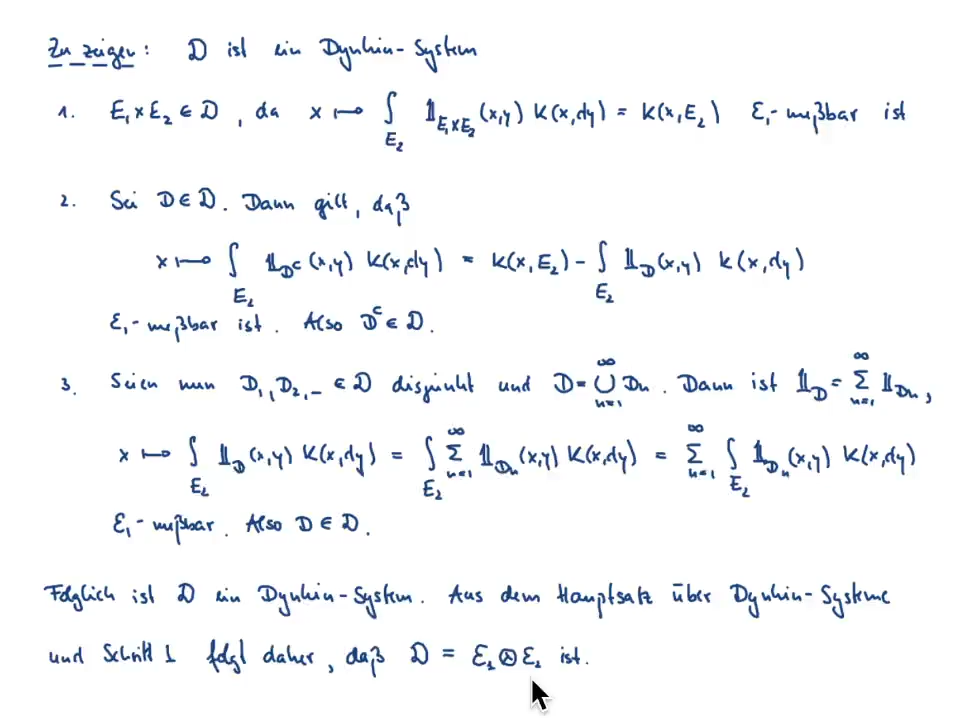 Zu zeigen: 𝒟 ist ein Dynkin-System
1. E₁×E₂ ∈ 𝒟, da x ⟼ ∫_{E₂} 𝟙_{E₁×E₂}(x,y) K(x,dy) = K(x,E₂) ℰ₁-meßbar ist
2. Sei D ∈ 𝒟. Dann gilt, daß
x ⟼ ∫_{E₂} 𝟙_{Dᶜ}(x,y) K(x,dy) = K(x,E₂) - ∫_{E₂} 𝟙_D(x,y) K(x,dy)
ℰ₁-meßbar ist. Also Dᶜ ∈ 𝒟.
3. Seien nun D₁, D₂, … ∈ 𝒟 disjunkt und D = ⋃_{n=1}^∞ Dₙ. Dann ist 𝟙_D = Σ_{n=1}^∞ 𝟙_{Dₙ},
x ⟼ ∫_{E₂} 𝟙_D(x,y) K(x,dy) = ∫_{E₂} Σ_{n=1}^∞ 𝟙_{Dₙ}(x,y) K(x,dy) = Σ_{n=1}^∞ ∫_{E₂} 𝟙_{Dₙ}(x,y) K(x,dy)
ℰ₁-meßbar. Also D ∈ 𝒟.
Folglich ist 𝒟 ein Dynkin-System. Aus dem Hauptsatz über Dynkin-Systeme
und Schritt 1 folgt daher, daß 𝒟 = ℰ₁⊗ℰ₂ ist.